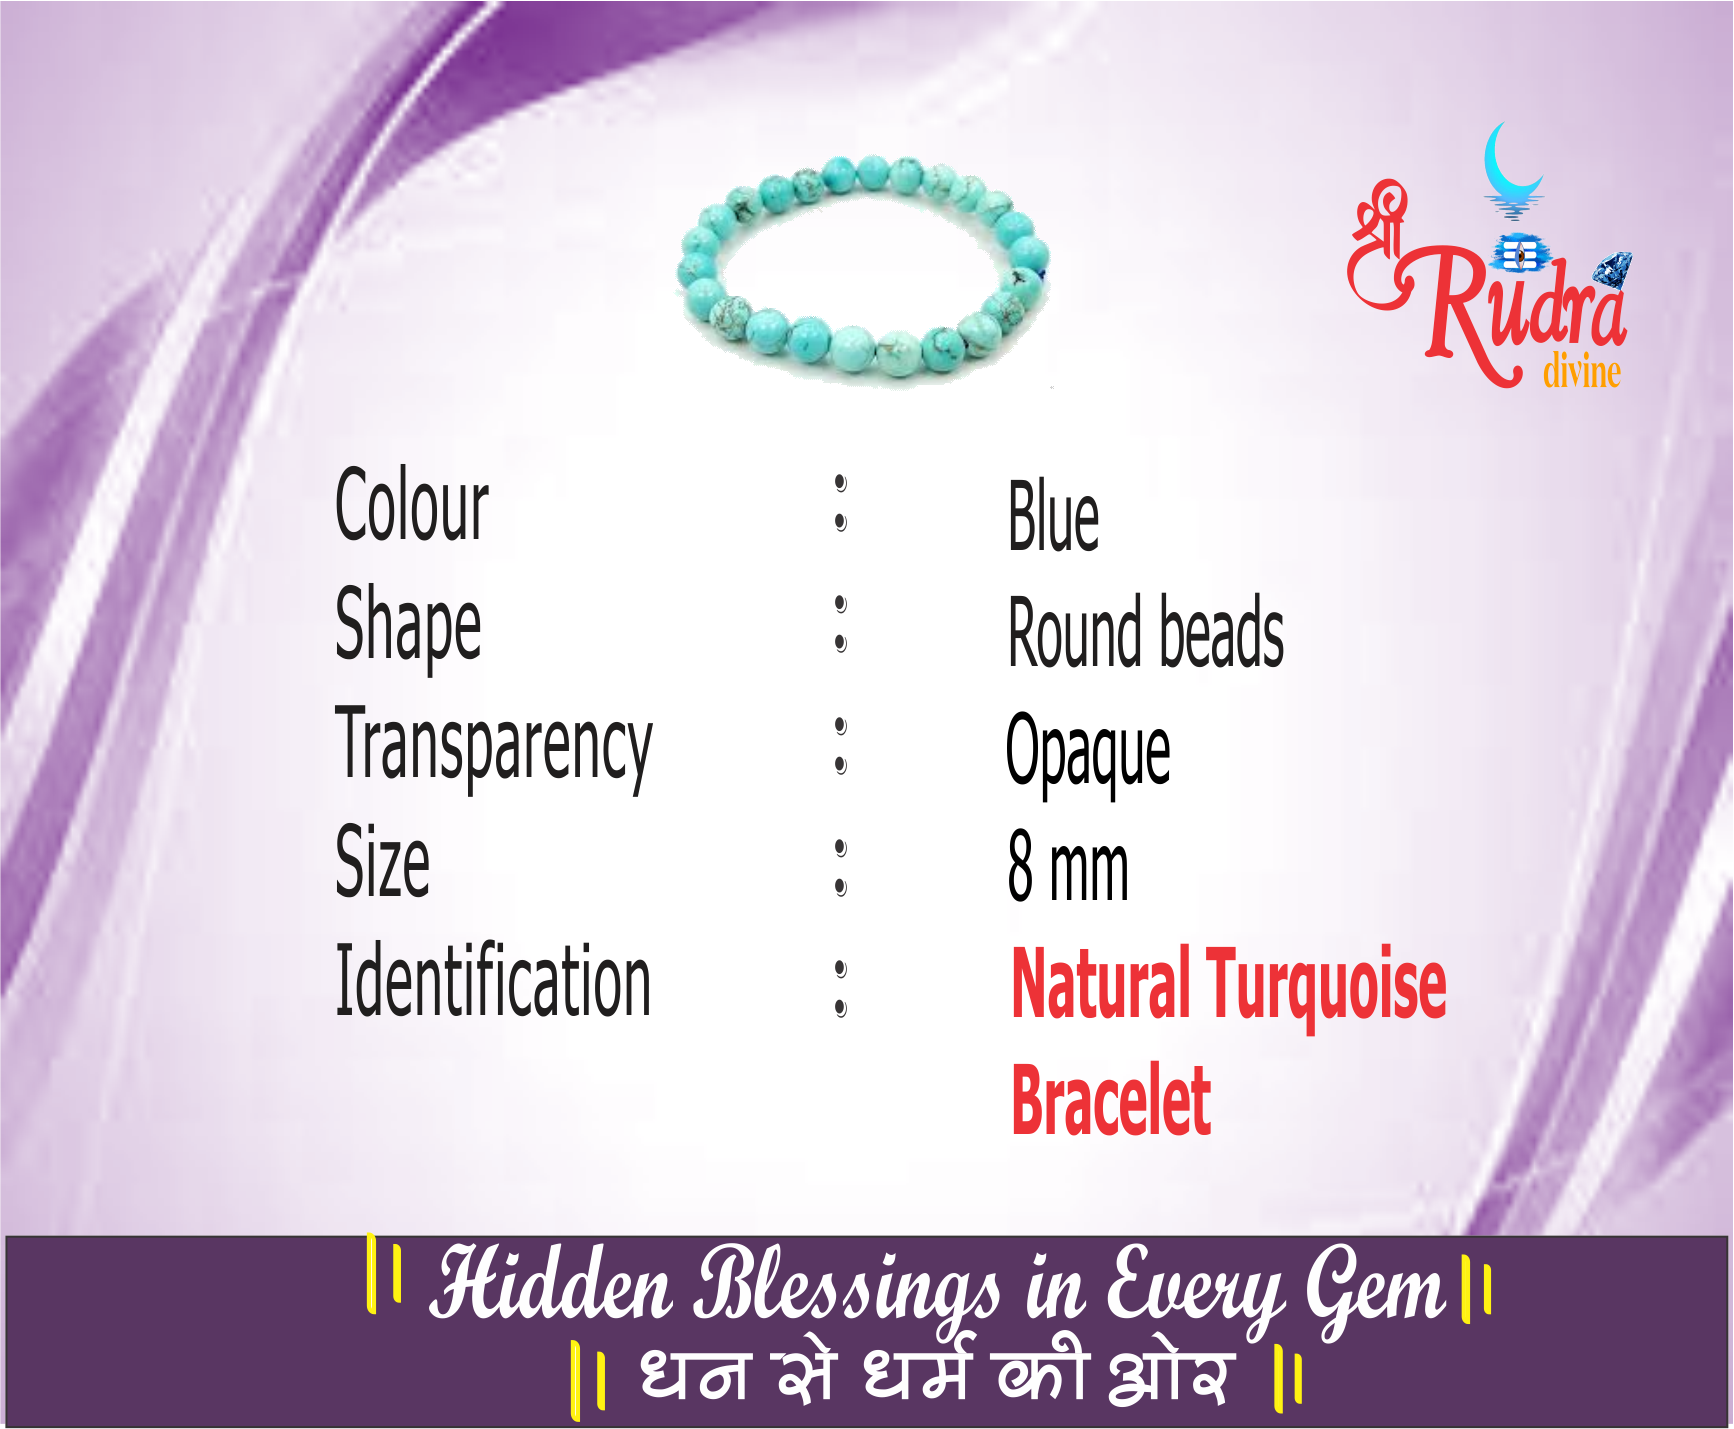 श्री
Rudra
divine
Colour : Blue
Shape : Round beads
Transparency : Opaque
Size : 8 mm
Identification : Natural Turquoise
Bracelet
|| Hidden Blessings in Every Gem ||
|| धन से धर्म की ओर ||